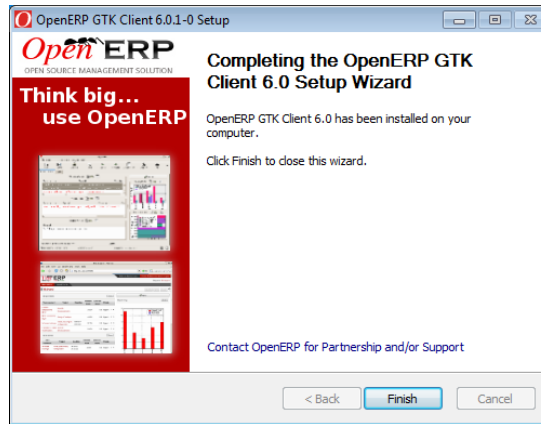 OpenERP GTK Client 6.0.1-0 Setup
Open ERP
OPEN SOURCE MANAGEMENT SOLUTION
Think big...
use OpenERP
Completing the OpenERP GTK
Client 6.0 Setup Wizard
OpenERP GTK Client 6.0 has been installed on your
computer.
Click Finish to close this wizard.
Contact OpenERP for Partnership and/or Support
< Back
Finish
Cancel